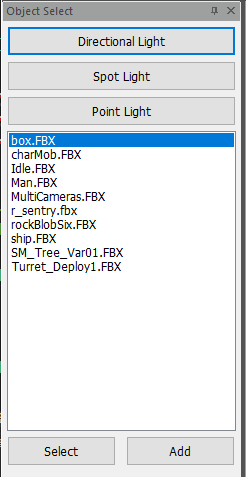 Object Select
Directional Light
Spot Light
Point Light
box.FBX
charMob.FBX
Idle.FBX
Man.FBX
MultiCameras.FBX
r_sentry.fbx
rockBlobSix.FBX
ship.FBX
SM_Tree_Var01.FBX
Turret_Deploy1.FBX
Select Add